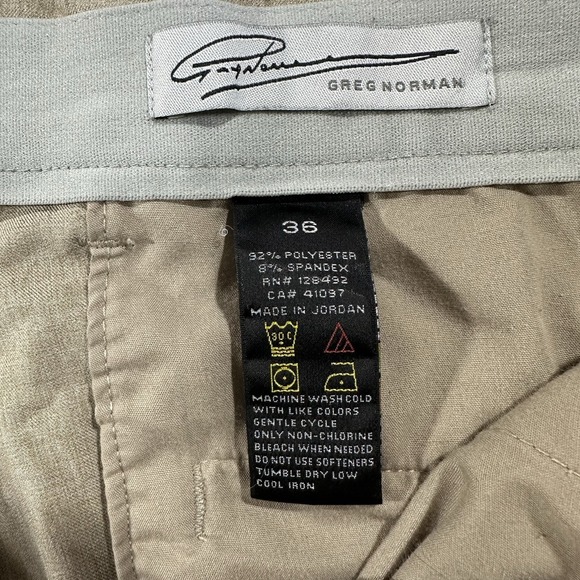 Greg Norman
GREG NORMAN
36
92% POLYESTER
8% SPANDEX
RN# 128492
CA# 41097
MADE IN JORDAN
30 C
MACHINE WASH COLD
WITH LIKE COLORS
GENTLE CYCLE
ONLY NON-CHLORINE
BLEACH WHEN NEEDED
DO NOT USE SOFTENERS
TUMBLE DRY LOW
COOL IRON